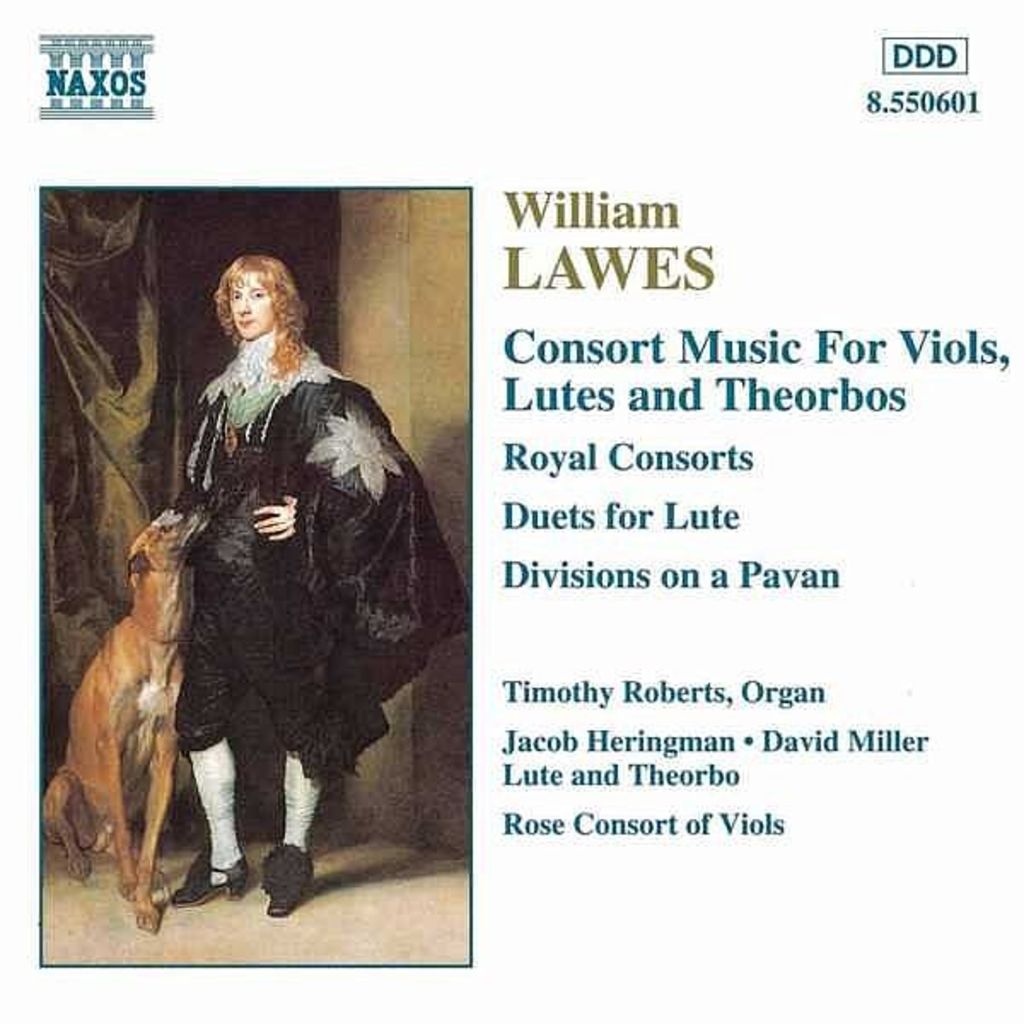 NAXOS
DDD
8.550601
William
LAWES
Consort Music For Viols,
Lutes and Theorbos
Royal Consorts
Duets for Lute
Divisions on a Pavan
Timothy Roberts, Organ
Jacob Heringman • David Miller
Lute and Theorbo
Rose Consort of Viols